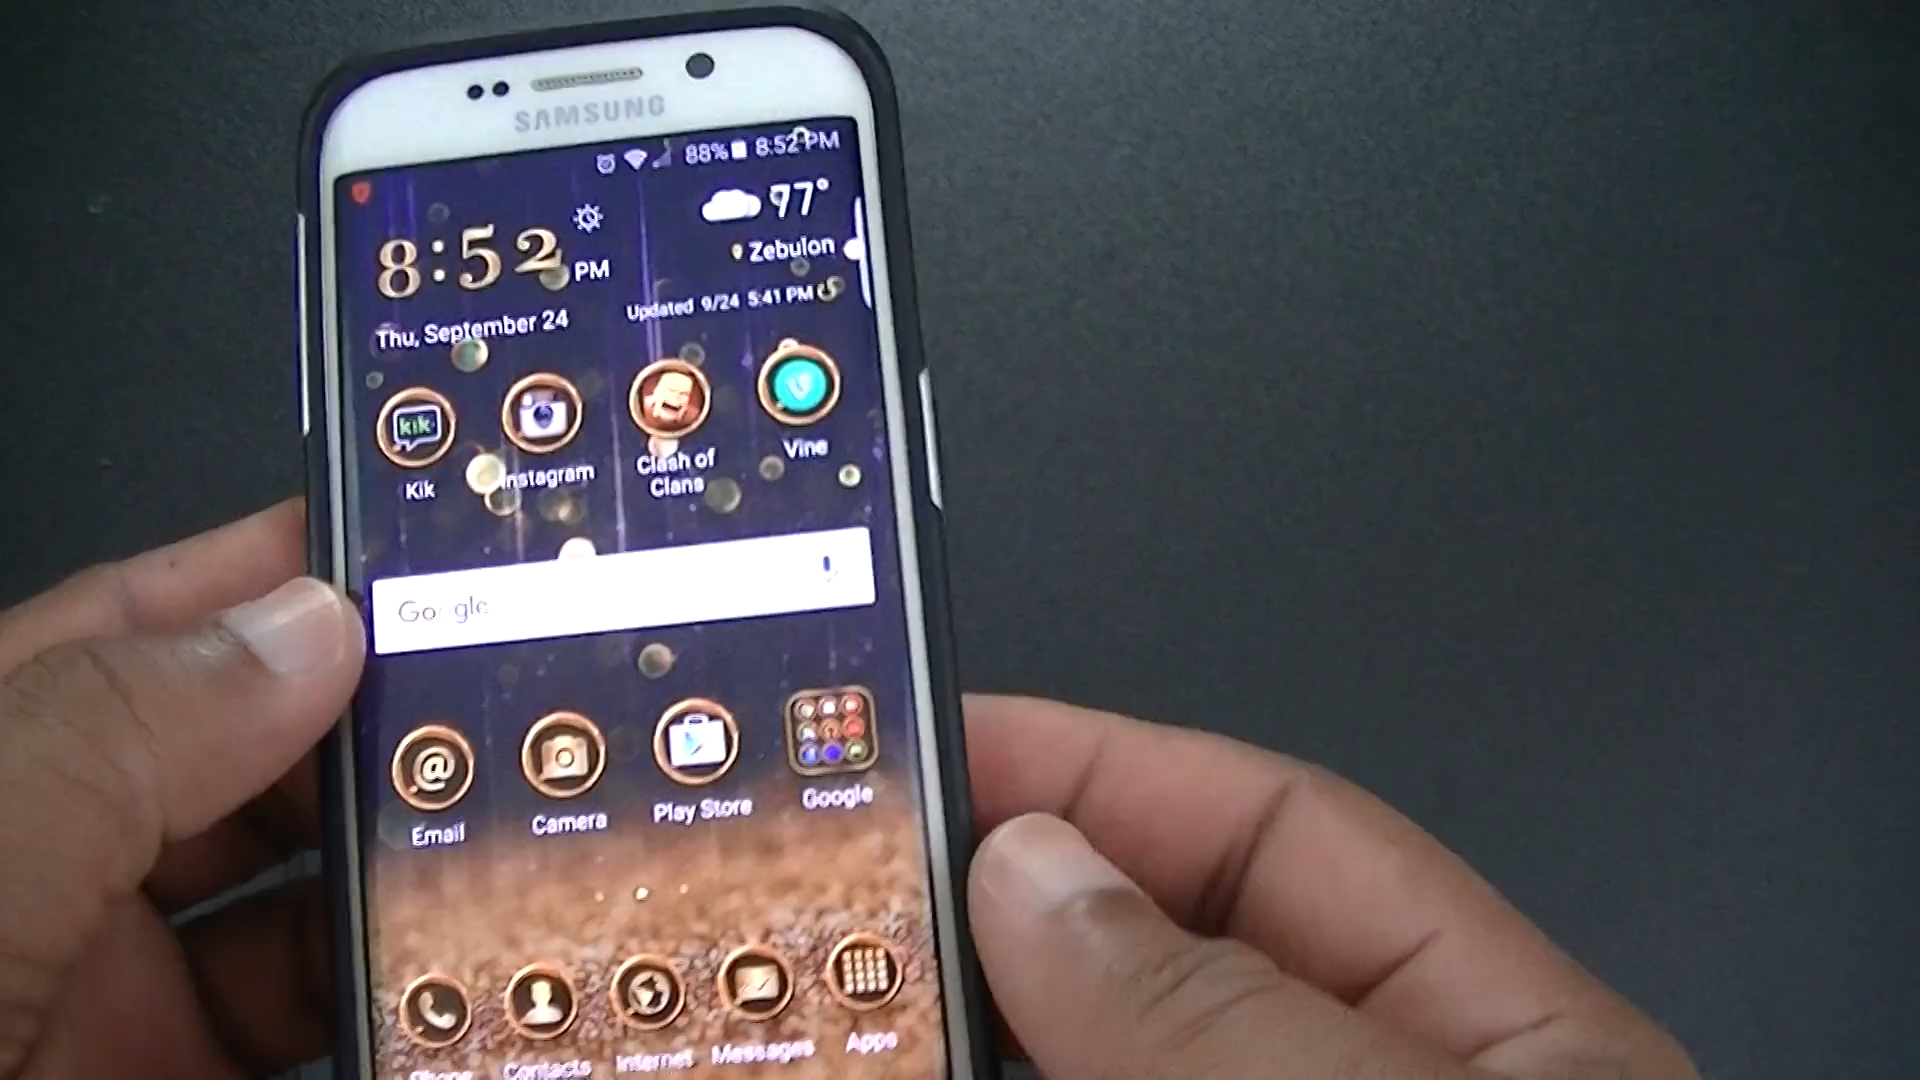 SAMSUNG
88% 8:52 PM
8:52 PM
77°
Zebulon
Updated 9/24 5:41 PM
Thu, September 24
kik
Kik
Instagram
Clash of
Clans
Vine
Google
@
Email
Camera
Play Store
Google
Phone
Contacts
Internet
Messages
Apps